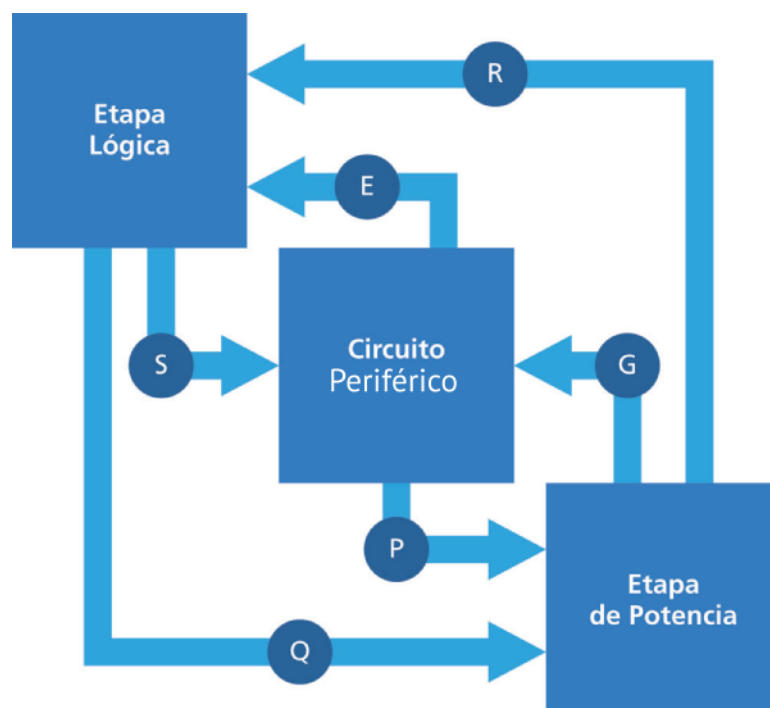 R
Etapa
Lógica
E
S
Circuito
Periférico
G
P
Etapa
de Potencia
Q